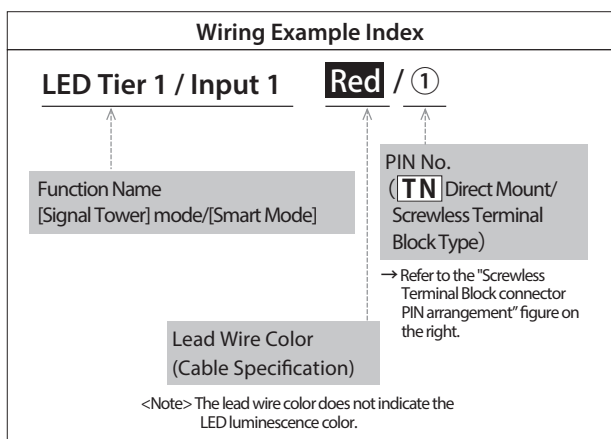 Wiring Example Index
LED Tier 1 / Input 1 Red / ①
Function Name
[Signal Tower] mode/[Smart Mode]
PIN No.
(TN Direct Mount/
Screwless Terminal
Block Type)
→ Refer to the "Screwless
Terminal Block connector
PIN arrangement” figure on
the right.
Lead Wire Color
(Cable Specification)
<Note> The lead wire color does not indicate the
LED luminescence color.